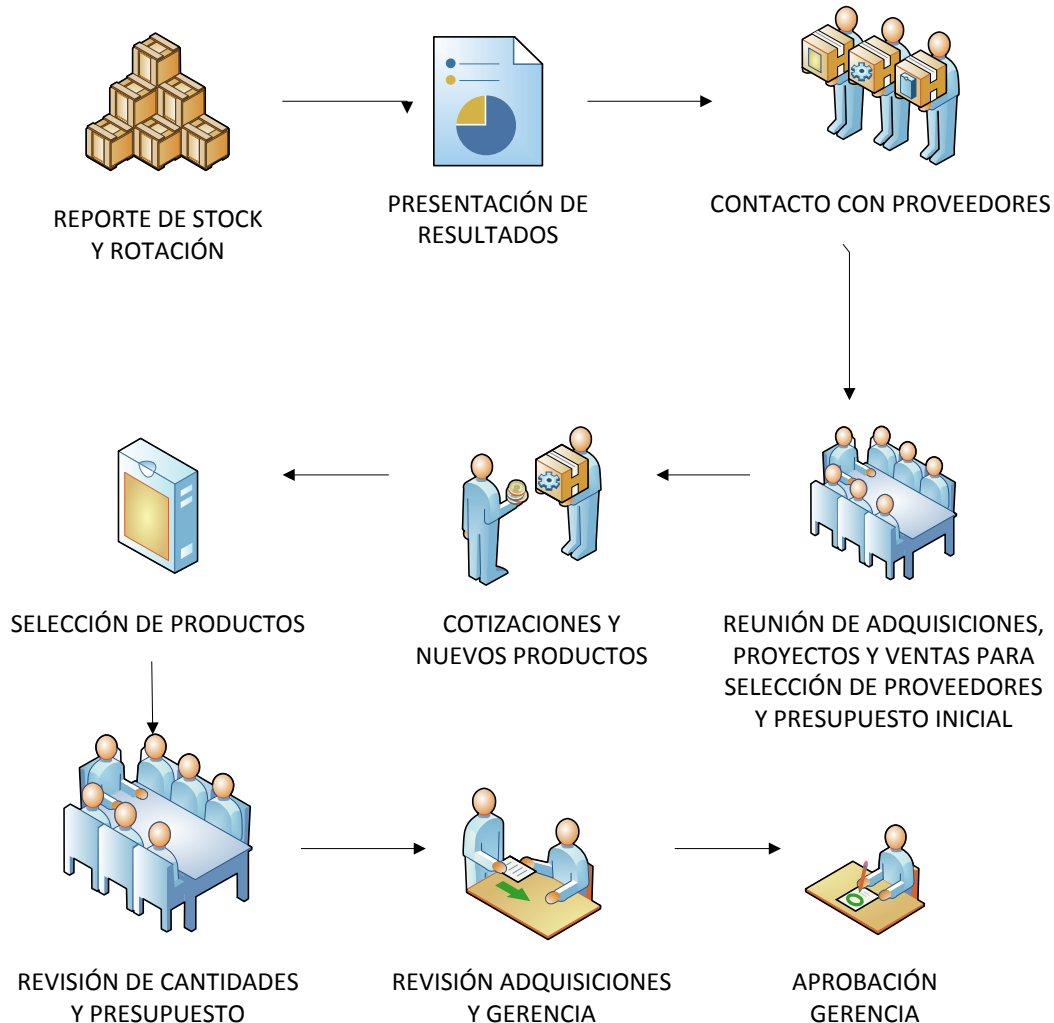 REPORTE DE STOCK
Y ROTACIÓN
PRESENTACIÓN DE
RESULTADOS
CONTACTO CON PROVEEDORES
SELECCIÓN DE PRODUCTOS
COTIZACIONES Y
NUEVOS PRODUCTOS
REUNIÓN DE ADQUISICIONES,
PROYECTOS Y VENTAS PARA
SELECCIÓN DE PROVEEDORES
Y PRESUPUESTO INICIAL
REVISIÓN DE CANTIDADES
Y PRESUPUESTO
REVISIÓN ADQUISICIONES
Y GERENCIA
APROBACIÓN
GERENCIA